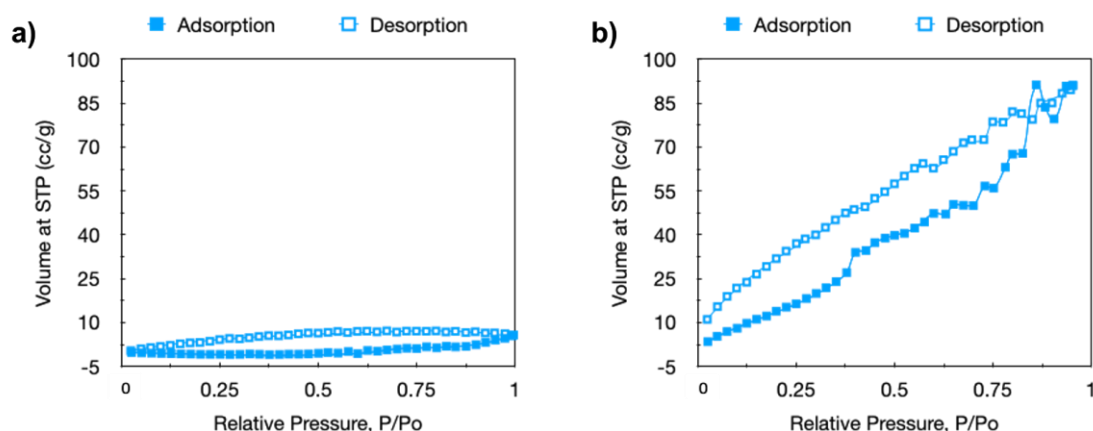 a)
Adsorption
Desorption
100
85
70
55
40
25
10
-5
0
0.25
0.5
0.75
1
Volume at STP (cc/g)
Relative Pressure, P/Po
b)
Adsorption
Desorption
100
85
70
55
40
25
10
-5
0
0.25
0.5
0.75
1
Volume at STP (cc/g)
Relative Pressure, P/Po